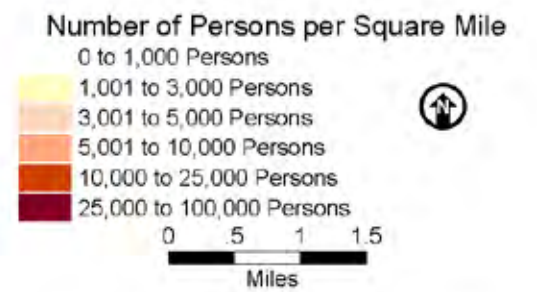 Number of Persons per Square Mile
0 to 1,000 Persons
1,001 to 3,000 Persons
3,001 to 5,000 Persons
5,001 to 10,000 Persons
10,000 to 25,000 Persons
25,000 to 100,000 Persons
N
0 .5 1 1.5
Miles